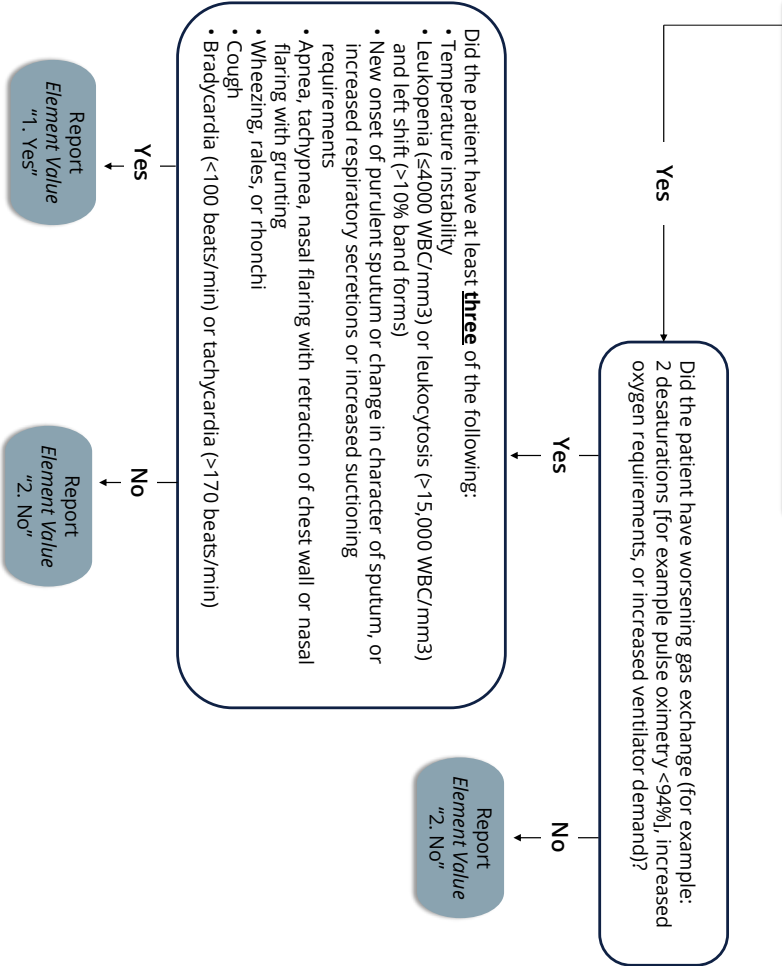 Yes
Did the patient have worsening gas exchange (for example:
2 desaturations [for example pulse oximetry <94%], increased
oxygen requirements, or increased ventilator demand)?
Yes
No
Did the patient have at least three of the following:
• Temperature instability
• Leukopenia (≤4000 WBC/mm3) or leukocytosis (>15,000 WBC/mm3)
and left shift (>10% band forms)
• New onset of purulent sputum or change in character of sputum, or
increased respiratory secretions or increased suctioning
requirements
• Apnea, tachypnea, nasal flaring with retraction of chest wall or nasal
flaring with grunting
• Wheezing, rales, or rhonchi
• Cough
• Bradycardia (<100 beats/min) or tachycardia (>170 beats/min)
Report
Element Value
“2. No”
Yes
No
Report
Element Value
“1. Yes”
Report
Element Value
“2. No”